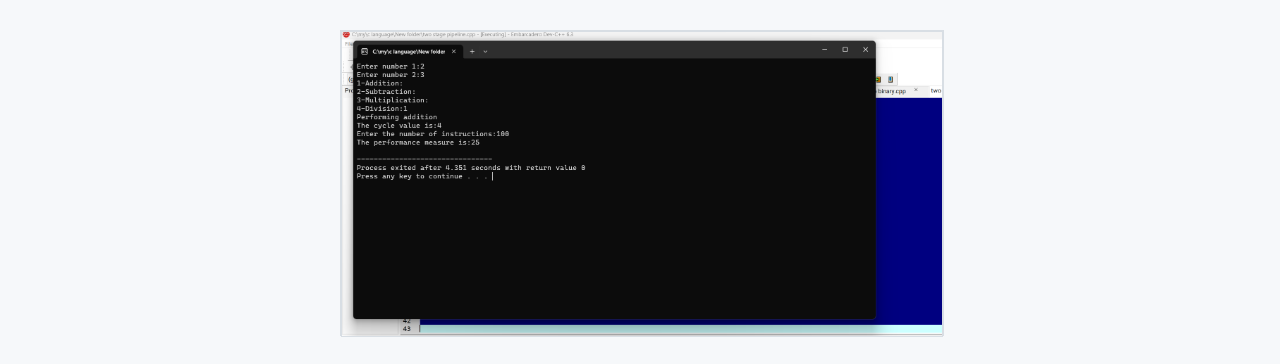 C:\my\c language\New folder\two stage pipeline.cpp - [Executing] - Embarcadero Dev-C++ 6.3
C:\my\c language\New folder
Enter number 1:2
Enter number 2:3
1-Addition:
2-Subtraction:
3-Multiplication:
4-Division:1
Performing addition
The cycle value is:4
Enter the number of instructions:100
The performance measure is:25
--------------------------------
Process exited after 4.351 seconds with return value 0
Press any key to continue . . .
binary.cpp
two
42
43